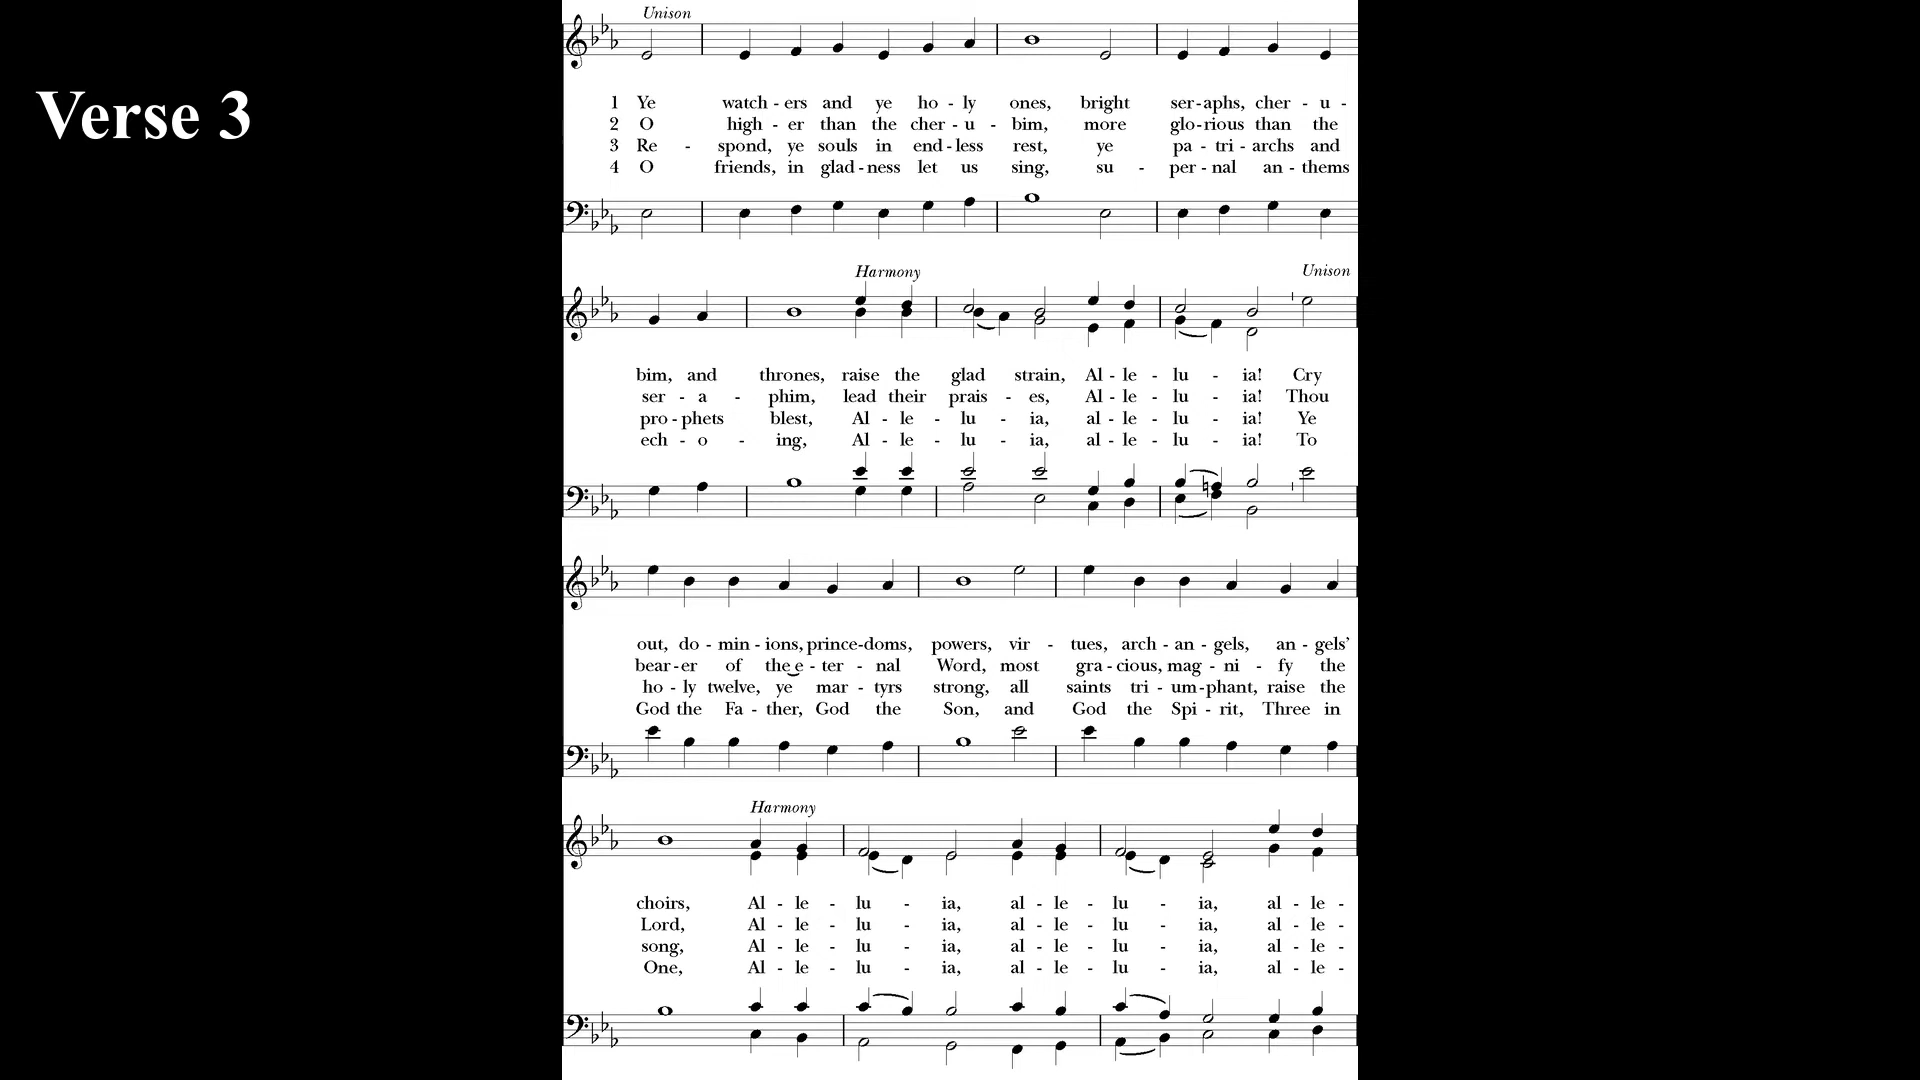 Verse 3
Unison
1 Ye watch - ers and ye ho - ly ones, bright ser - aphs, cher - u -
2 O high - er than the cher - u - bim, more glo - rious than the
3 Re - spond, ye souls in end - less rest, ye pa - tri - archs and
4 O friends, in glad - ness let us sing, su - per - nal an - thems
Harmony Unison
bim, and thrones, raise the glad strain, Al - le - lu - ia! Cry
ser - a - phim, lead their prais - es, Al - le - lu - ia! Thou
pro - phets blest, Al - le - lu - ia, al - le - lu - ia! Ye
ech - o - ing, Al - le - lu - ia, al - le - lu - ia! To
out, do - min - ions, prince - doms, powers, vir - tues, arch - an - gels, an - gels’
bear - er of the e - ter - nal Word, most gra - cious, mag - ni - fy the
ho - ly twelve, ye mar - tyrs strong, all saints tri - um - phant, raise the
God the Fa - ther, God the Son, and God the Spi - rit, Three in
Harmony
choirs, Al - le - lu - ia, al - le - lu - ia, al - le -
Lord, Al - le - lu - ia, al - le - lu - ia, al - le -
song, Al - le - lu - ia, al - le - lu - ia, al - le -
One, Al - le - lu - ia, al - le - lu - ia, al - le -